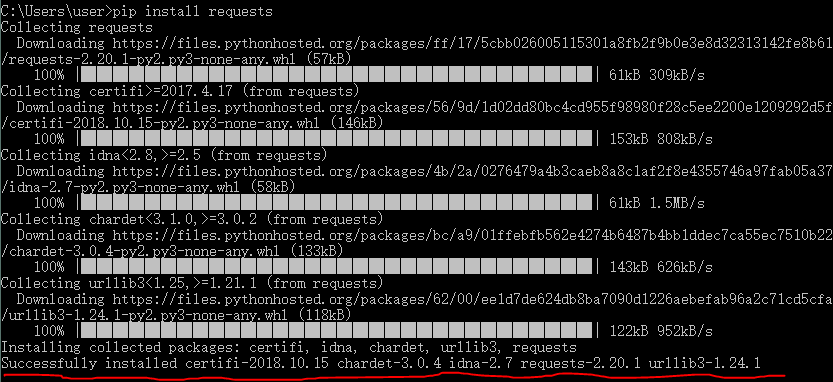 C:\Users\user>pip install requests
Collecting requests
Downloading https://files.pythonhosted.org/packages/ff/17/5cbb026005115301a8fb2f9b0e3e8d32313142fe8b61
/requests-2.20.1-py2.py3-none-any.whl (57kB)
100% | | 61kB 309kB/s
Collecting certifi>=2017.4.17 (from requests)
Downloading https://files.pythonhosted.org/packages/56/9d/1d02dd80bc4cd955f98980f28c5ee2200e1209292d5f
/certifi-2018.10.15-py2.py3-none-any.whl (146kB)
100% | | 153kB 808kB/s
Collecting idna<2.8,>=2.5 (from requests)
Downloading https://files.pythonhosted.org/packages/4b/2a/0276479a4b3caeb8a8c1af2f8e4355746a97fab05a37
/idna-2.7-py2.py3-none-any.whl (58kB)
100% | | 61kB 1.5MB/s
Collecting chardet<3.1.0,>=3.0.2 (from requests)
Downloading https://files.pythonhosted.org/packages/bc/a9/01ffebfb562e4274b6487b4bb1ddec7ca55ec7510b22
/chardet-3.0.4-py2.py3-none-any.whl (133kB)
100% | | 143kB 626kB/s
Collecting urllib3<1.25,>=1.21.1 (from requests)
Downloading https://files.pythonhosted.org/packages/62/00/ee1d7de624db8ba7090d1226aebefab96a2c71cd5cfa
/urllib3-1.24.1-py2.py3-none-any.whl (118kB)
100% | | 122kB 952kB/s
Installing collected packages: certifi, idna, chardet, urllib3, requests
Successfully installed certifi-2018.10.15 chardet-3.0.4 idna-2.7 requests-2.20.1 urllib3-1.24.1